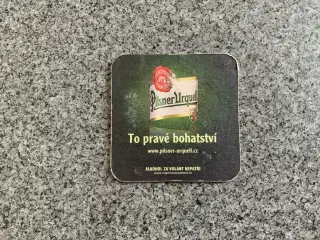 Pilsner Urquell
To pravé bohatství
www.pilsner-urquell.cz
ALKOHOL ZA VOLANT NEPATŘÍ